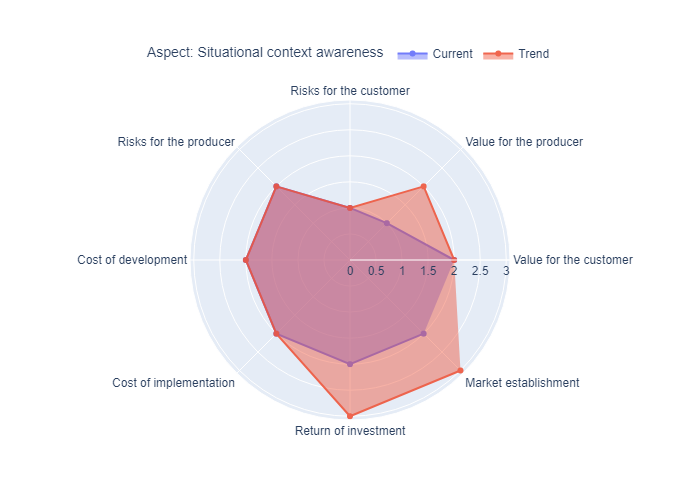 Aspect: Situational context awareness
Current
Trend
Risks for the customer
Risks for the producer
Value for the producer
Cost of development
Value for the customer
0 0.5 1 1.5 2 2.5 3
Cost of implementation
Market establishment
Return of investment